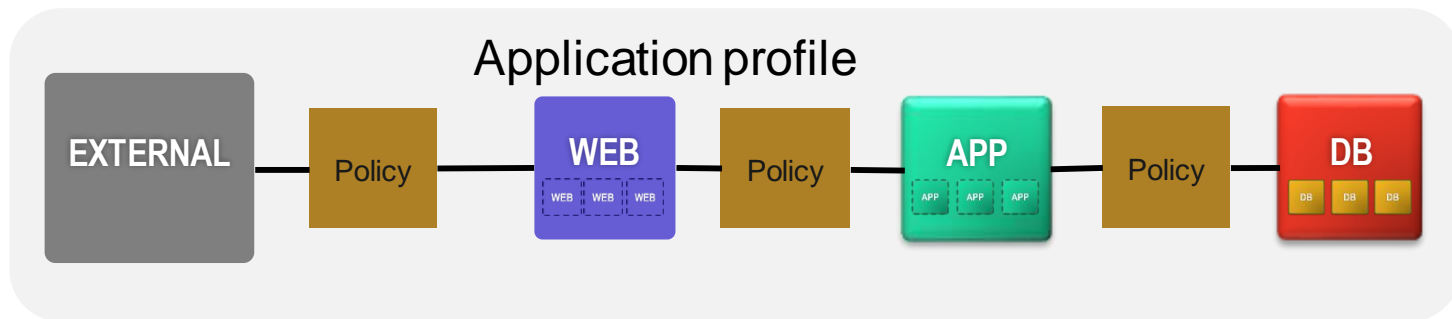 Application profile
EXTERNAL
Policy
WEB
WEB WEB WEB
Policy
APP
APP APP APP
Policy
DB
DB DB DB